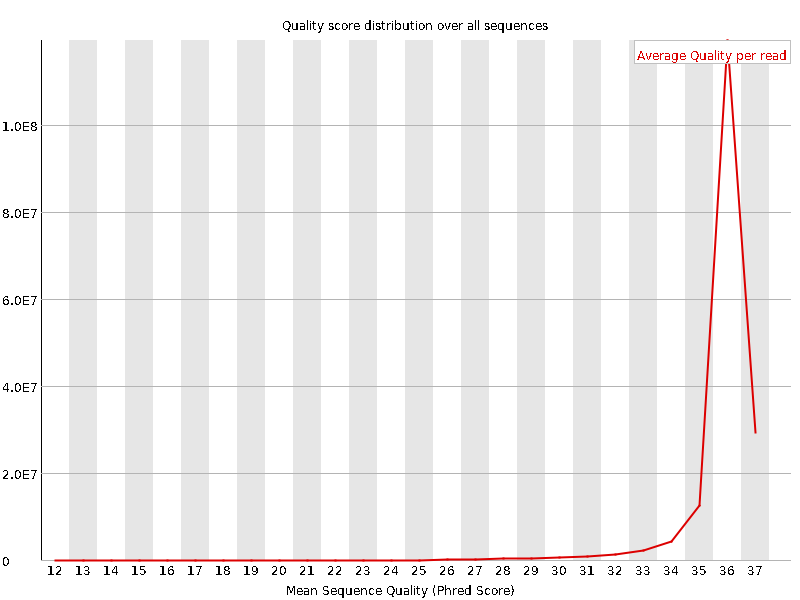 Quality score distribution over all sequences
Average Quality per read
1.0E8
8.0E7
6.0E7
4.0E7
2.0E7
0
12 13 14 15 16 17 18 19 20 21 22 23 24 25 26 27 28 29 30 31 32 33 34 35 36 37
Mean Sequence Quality (Phred Score)